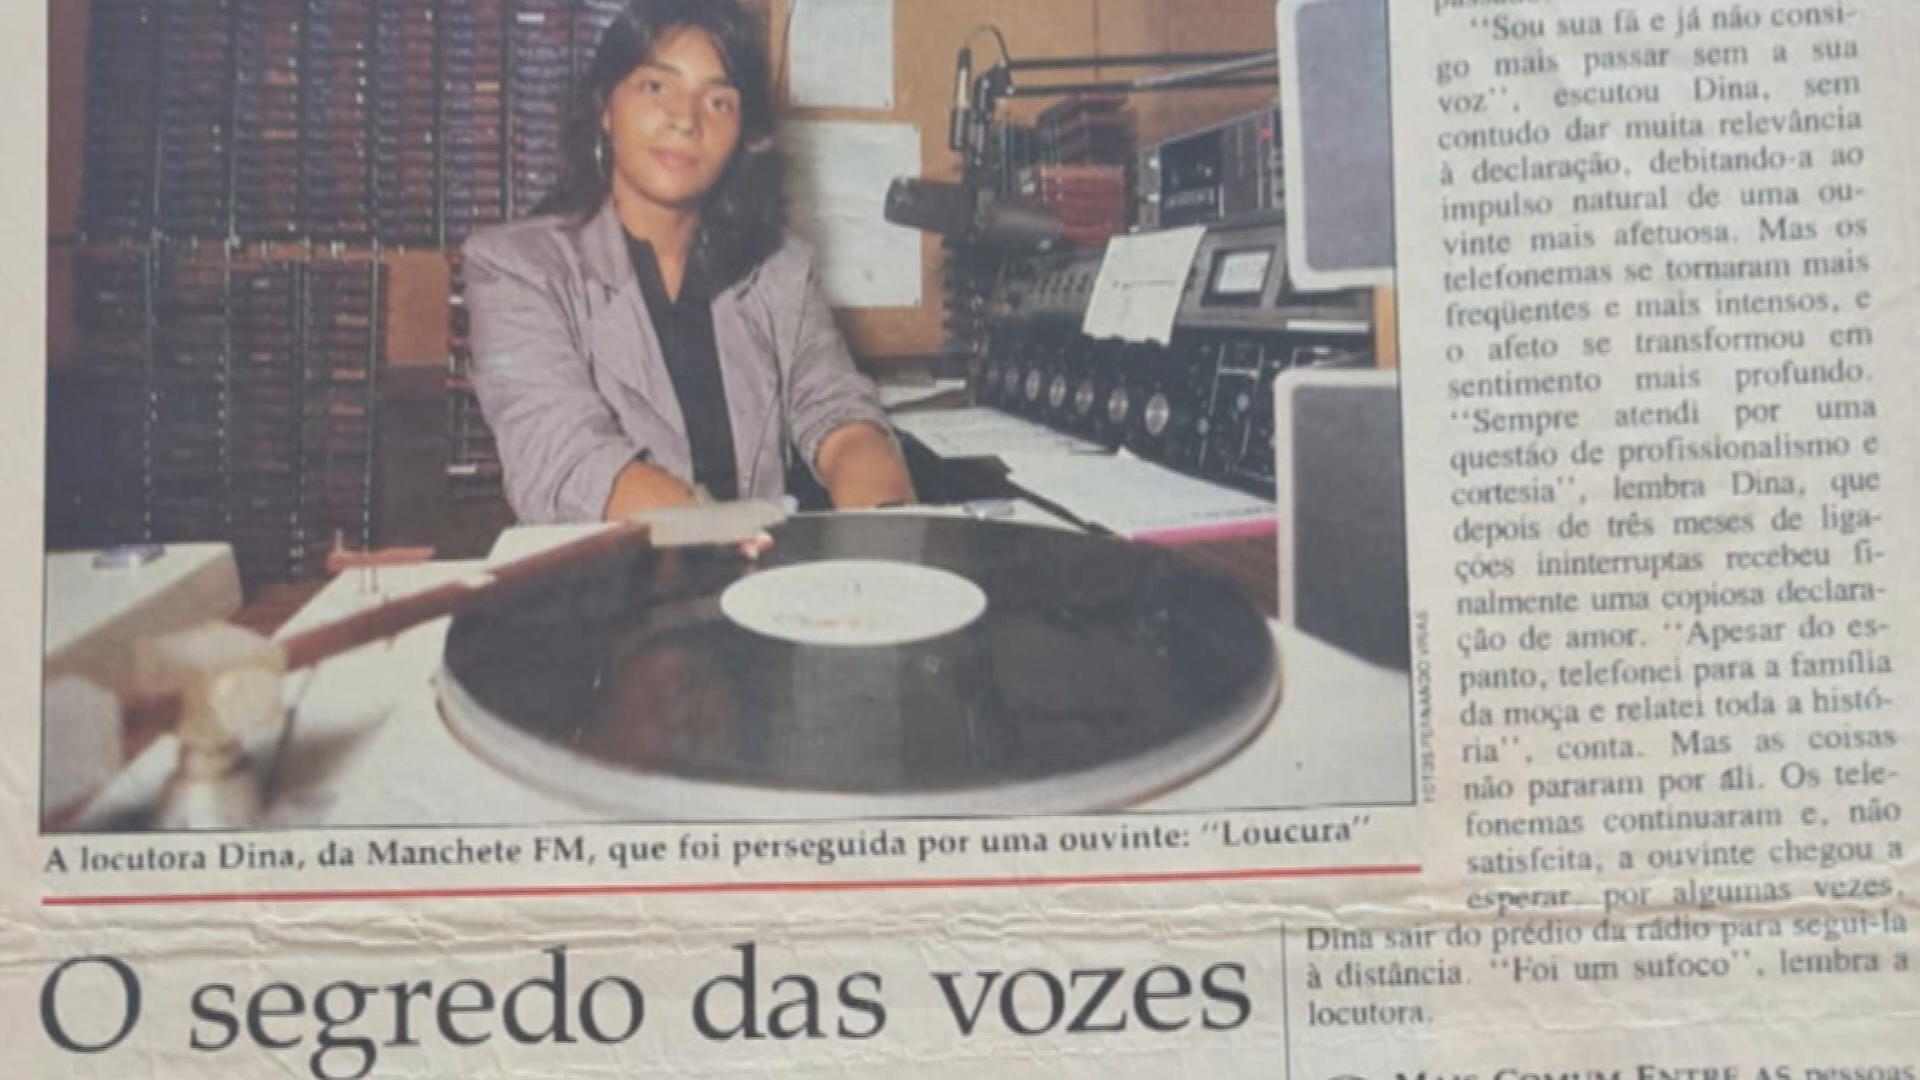 "Sou sua fã e já não consi-
go mais passar sem a sua
voz", escutou Dina, sem
contudo dar muita relevância
à declaração, debitando-a ao
impulso natural de uma ou-
vinte mais afetuosa. Mas os
telefonemas se tornaram mais
freqüentes e mais intensos, e
o afeto se transformou em
sentimento mais profundo.
"Sempre atendi por uma
questão de profissionalismo e
cortesia", lembra Dina, que
depois de três meses de liga-
ções ininterruptas recebeu fi-
nalmente uma copiosa declara-
ção de amor. "Apesar do es-
panto, telefonei para a família
da moça e relatei toda a histó-
ria", conta. Mas as coisas
não pararam por ali. Os tele-
fonemas continuaram e, não
satisfeita, a ouvinte chegou a
esperar, por algumas vezes,
Dina sair do prédio da rádio para segui-la
à distância. "Foi um sufoco", lembra a
locutora.
A locutora Dina, da Manchete FM, que foi perseguida por uma ouvinte: "Loucura"
O segredo das vozes
MAIS COMUM ENTRE AS pessoas